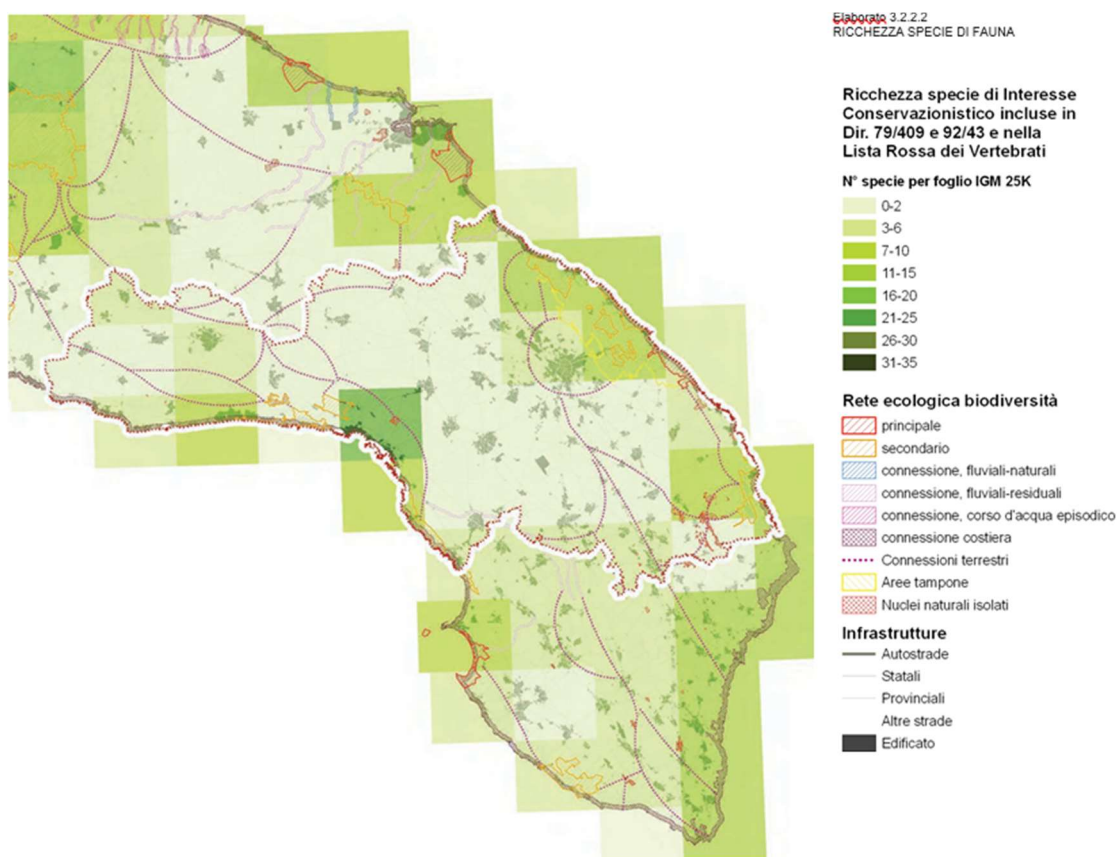 Elaborato 3.2.2.2
RICCHEZZA SPECIE DI FAUNA
Ricchezza specie di Interesse
Conservazionistico incluse in
Dir. 79/409 e 92/43 e nella
Lista Rossa dei Vertebrati
N° specie per foglio IGM 25K
0-2
3-6
7-10
11-15
16-20
21-25
26-30
31-35
Rete ecologica biodiversità
principale
secondario
connessione, fluviali-naturali
connessione, fluviali-residuali
connessione, corso d'acqua episodico
connessione costiera
Connessioni terrestri
Aree tampone
Nuclei naturali isolati
Infrastrutture
Autostrade
Statali
Provinciali
Altre strade
Edificato